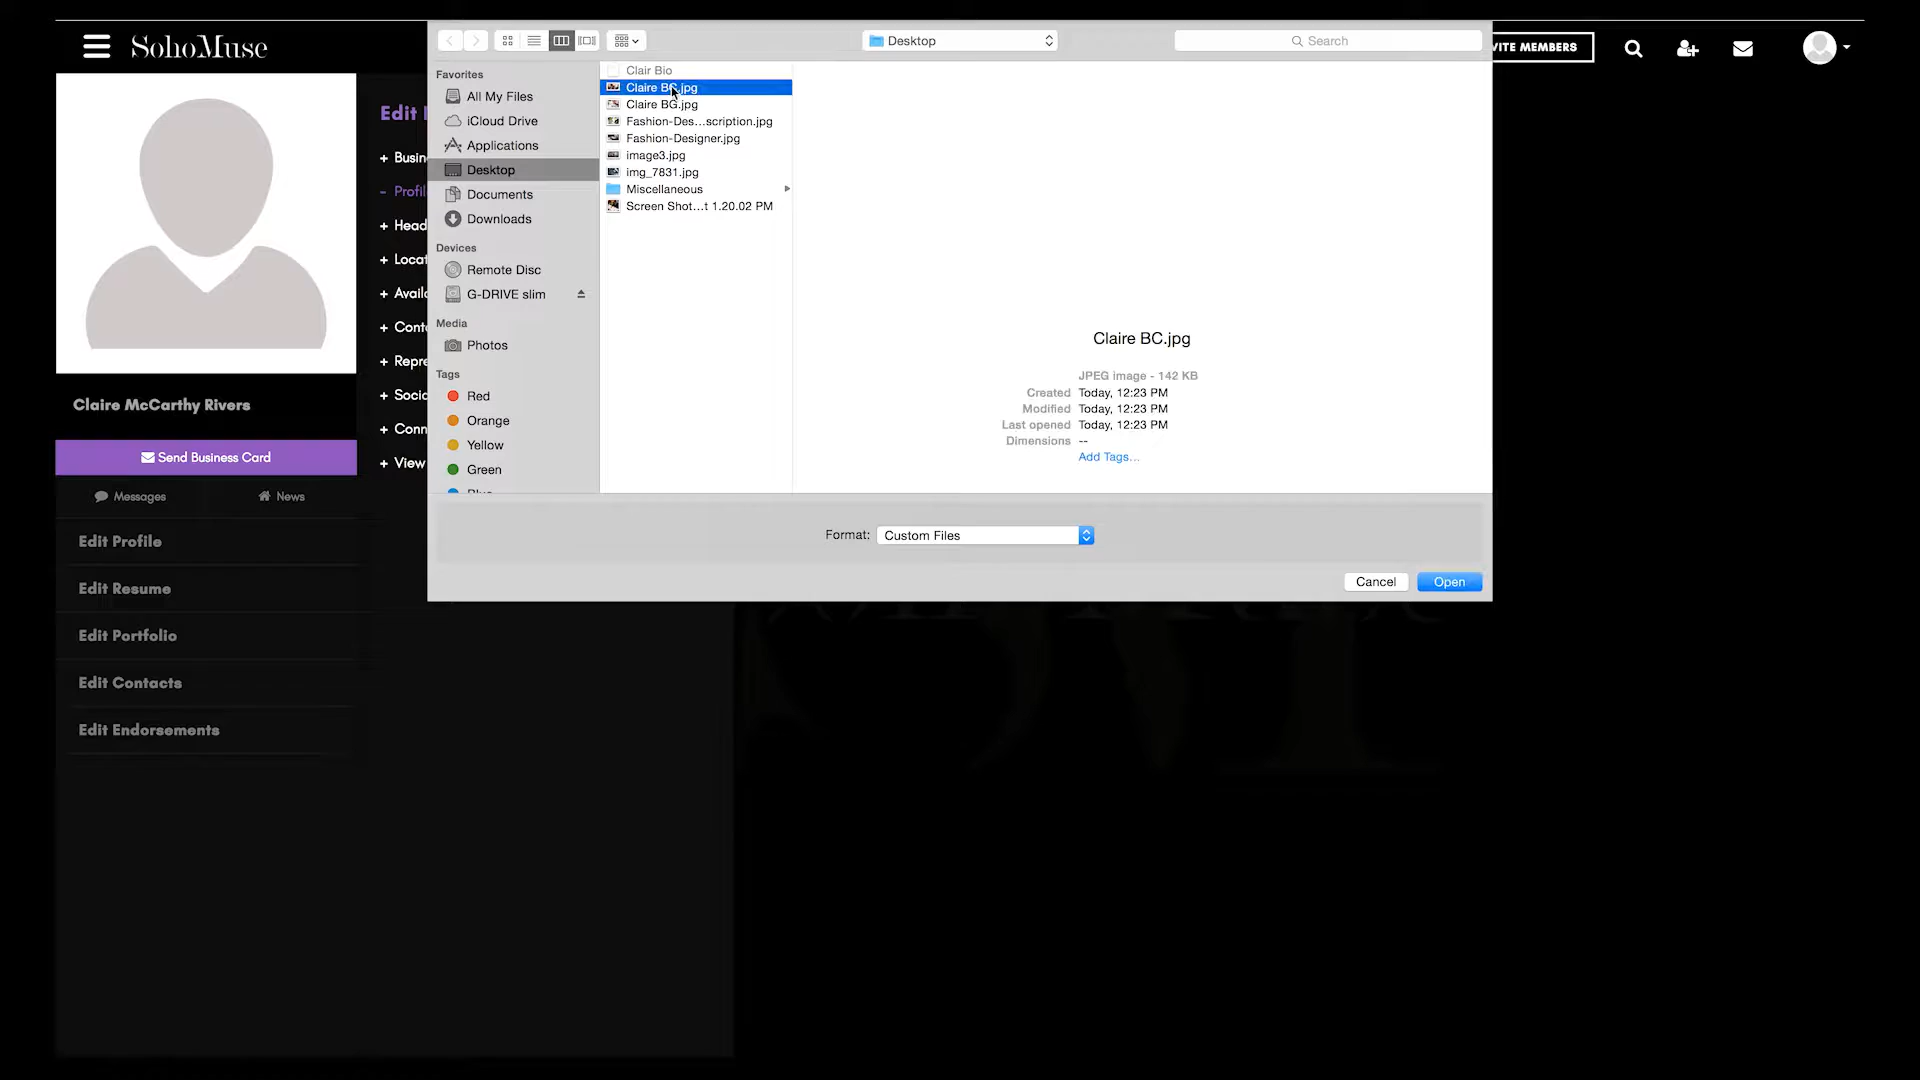 SohoMuse
Desktop
Search
VITE MEMBERS
Favorites
All My Files
iCloud Drive
Applications
Desktop
Documents
Downloads
Devices
Remote Disc
G-DRIVE slim
Media
Photos
Tags
Red
Orange
Yellow
Green
Clair Bio
Claire BC.jpg
Claire BG.jpg
Fashion-Des...scription.jpg
Fashion-Designer.jpg
image3.jpg
img_7831.jpg
Miscellaneous
Screen Shot...t 1.20.02 PM
Claire BC.jpg
JPEG image - 142 KB
Created Today, 12:23 PM
Modified Today, 12:23 PM
Last opened Today, 12:23 PM
Dimensions --
Add Tags...
Format: Custom Files
Cancel Open
Edit
+ Busin
- Profil
+ Head
+ Locat
+ Availa
+ Conta
+ Repre
+ Socia
+ Conn
+ View
Claire McCarthy Rivers
Send Business Card
Messages News
Edit Profile
Edit Resume
Edit Portfolio
Edit Contacts
Edit Endorsements